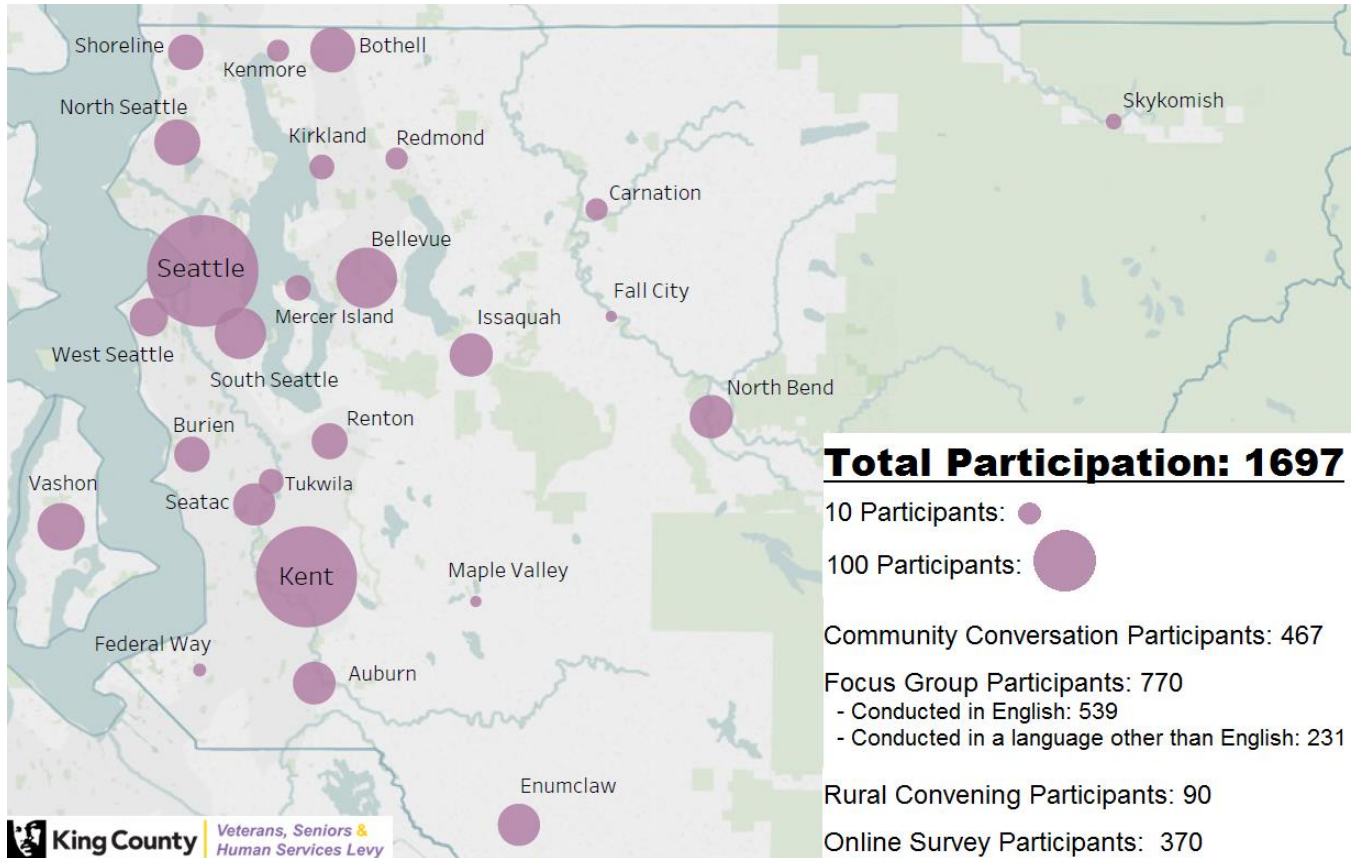 Shoreline
Kenmore
Bothell
North Seattle
Kirkland
Redmond
Skykomish
Carnation
Seattle
Bellevue
Mercer Island
Fall City
Issaquah
West Seattle
South Seattle
North Bend
Burien
Renton
Vashon
Tukwila
Seatac
Kent
Maple Valley
Federal Way
Auburn
Enumclaw
Total Participation: 1697
10 Participants:
100 Participants:
Community Conversation Participants: 467
Focus Group Participants: 770
- Conducted in English: 539
- Conducted in a language other than English: 231
Rural Convening Participants: 90
Online Survey Participants: 370
King County
Veterans, Seniors &
Human Services Levy